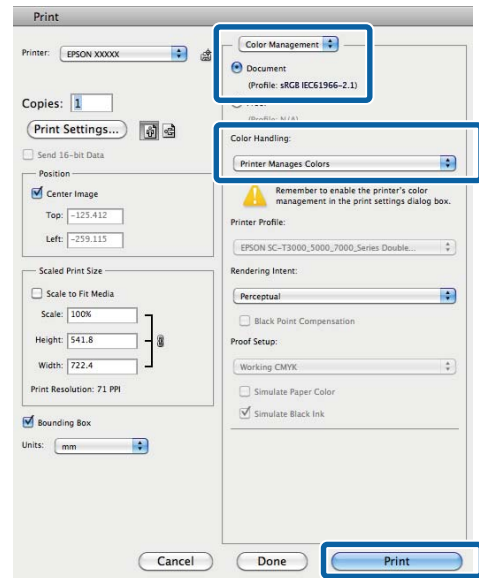 Print
Printer: EPSON XXXXX
Copies: 1
Print Settings...
Send 16-bit Data
Position
Center Image
Top: -125.412
Left: -259.115
Scaled Print Size
Scale to Fit Media
Scale: 100%
Height: 541.8
Width: 722.4
Print Resolution: 71 PPI
Bounding Box
Units: mm
Color Management
Document
(Profile: sRGB IEC61966-2.1)
(Profile: N/A)
Color Handling:
Printer Manages Colors
Remember to enable the printer's color
management in the print settings dialog box.
Printer Profile:
EPSON SC-T3000_5000_7000_Series Double...
Rendering Intent:
Perceptual
Black Point Compensation
Proof Setup:
Working CMYK
Simulate Paper Color
Simulate Black Ink
Cancel
Done
Print